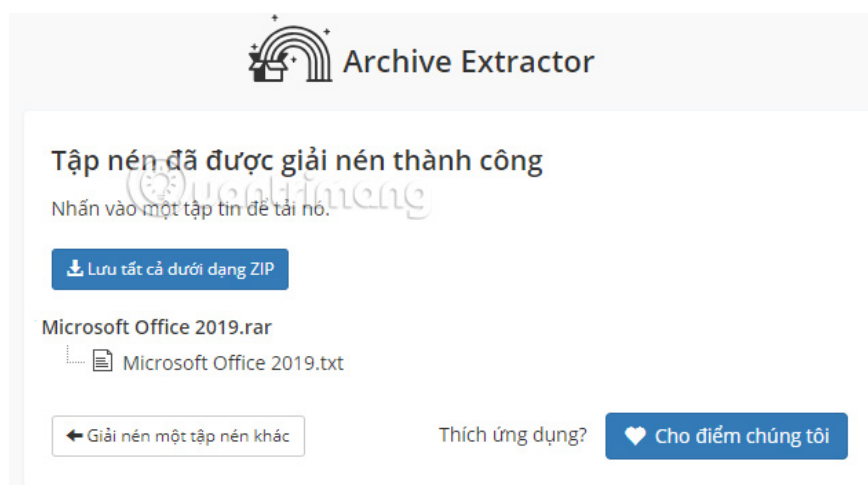 Archive Extractor
Tập nén đã được giải nén thành công
Quantrimang
Nhấn vào một tập tin để tải nó.
Lưu tất cả dưới dạng ZIP
Microsoft Office 2019.rar
Microsoft Office 2019.txt
Giải nén một tập nén khác
Thích ứng dụng?
Cho điểm chúng tôi